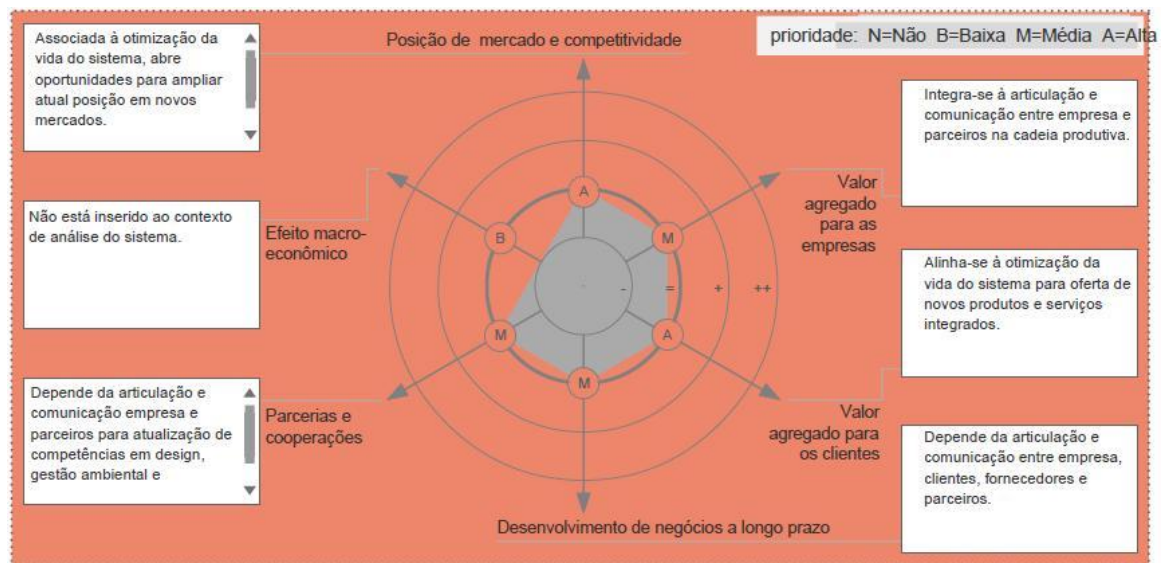 Associada à otimização da
vida do sistema, abre
oportunidades para ampliar
atual posição em novos
mercados.
Posição de mercado e competitividade
prioridade: N=Não B=Baixa M=Média A=Alta
Integra-se à articulação e
comunicação entre empresa e
parceiros na cadeia produtiva.
Valor
agregado
para as
empresas
Não está inserido ao contexto
de análise do sistema.
Efeito macro-
econômico
A
B
M
- - = + ++
M
A
M
Alinha-se à otimização da
vida do sistema para oferta de
novos produtos e serviços
integrados.
Depende da articulação e
comunicação empresa e
parceiros para atualização de
competências em design,
gestão ambiental e
Parcerias e
cooperações
Valor
agregado para
os clientes
Depende da articulação e
comunicação entre empresa,
clientes, fornecedores e
parceiros.
Desenvolvimento de negócios a longo prazo